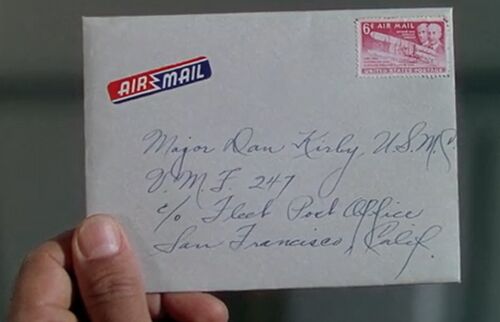 6¢ AIR MAIL
UNITED STATES POSTAGE
AIR MAIL
Major Dan Kirby, U.S.M.C.
V.M.F. 247
c/o Fleet Post Office
San Francisco, Calif.